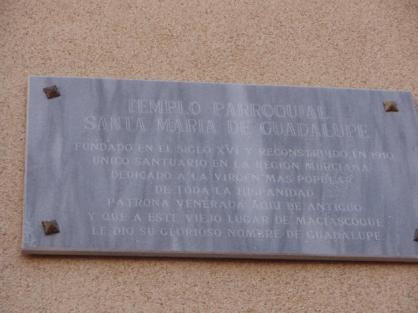 TEMPLO PARROQUIAL
SANTA MARIA DE GUADALUPE
FUNDADO EN EL SIGLO XVI Y RECONSTRUIDO EN 1910
UNICO SANTUARIO EN LA REGION MURCIANA
DEDICADO A LA VIRGEN MAS POPULAR
DE TODA LA HISPANIDAD
PATRONA VENERADA AQUI DE ANTIGUO
Y QUE A ESTE VIEJO LUGAR DE MACIASCOQUE
LE DIO SU GLORIOSO NOMBRE DE GUADALUPE